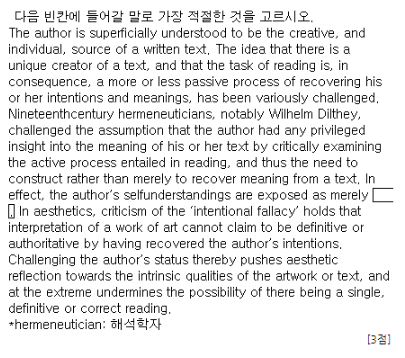 다음 빈칸에 들어갈 말로 가장 적절한 것을 고르시오.
The author is superficially understood to be the creative, and
individual, source of a written text. The idea that there is a
unique creator of a text, and that the task of reading is, in
consequence, a more or less passive process of recovering his
or her intentions and meanings, has been variously challenged.
Nineteenthcentury hermeneuticians, notably Wilhelm Dilthey,
challenged the assumption that the author had any privileged
insight into the meaning of his or her text by critically examining
the active process entailed in reading, and thus the need to
construct rather than merely to recover meaning from a text. In
effect, the author's selfunderstandings are exposed as merely
. In aesthetics, criticism of the 'intentional fallacy' holds that
interpretation of a work of art cannot claim to be definitive or
authoritative by having recovered the author's intentions.
Challenging the author's status thereby pushes aesthetic
reflection towards the intrinsic qualities of the artwork or text, and
at the extreme undermines the possibility of there being a single,
definitive or correct reading.
*hermeneutician: 해석학자
[3점]